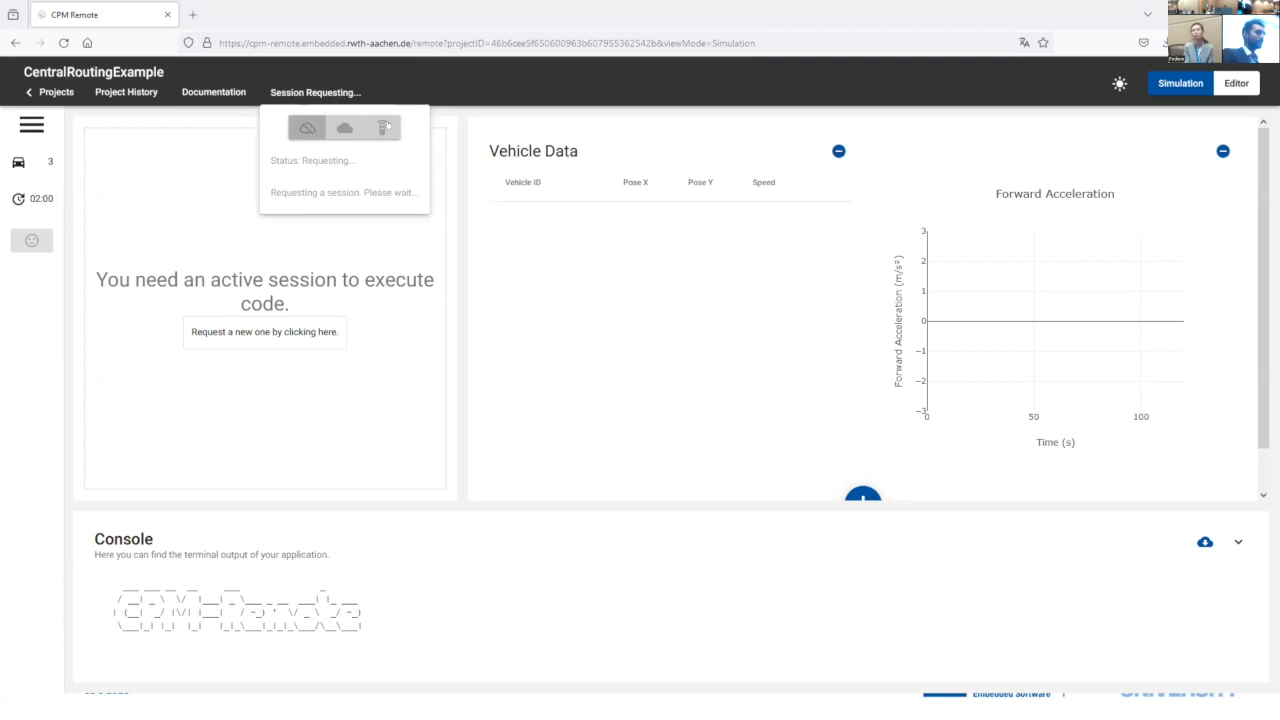 CPM Remote
https://cpm-remote.embedded.rwth-aachen.de/remote?projectID=46b6cee5f650600963b607955362542b&viewMode=Simulation
CentralRoutingExample
Projects Project History Documentation Session Requesting...
Simulation Editor
3
02:00
Status: Requesting...
Requesting a session. Please wait...
You need an active session to execute
code.
Request a new one by clicking here.
Vehicle Data
Vehicle ID Pose X Pose Y Speed
Forward Acceleration
Forward Acceleration (m/s²)
3
2
1
0
−1
−2
−3
0 50 100
Time (s)
Console
Here you can find the terminal output of your application.
CPM-Remote
Embedded Software
UNIVERSITY